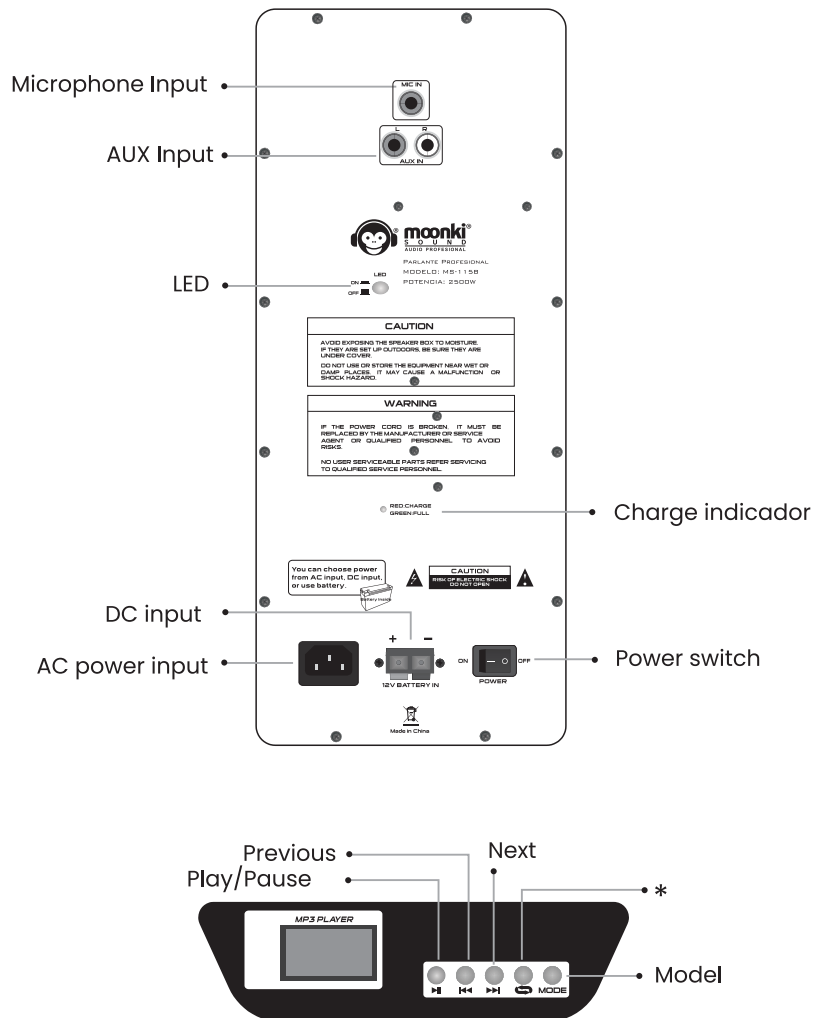 MIC IN
Microphone Input
L R
AUX Input
AUX IN
moonki®
SOUND
AUDIO PROFESIONAL
PARLANTE PROFESIONAL
MODELO: MS-115B
POTENCIA: 2500W
LED
LED
ON
OFF
CAUTION
AVOID EXPOSING THE SPEAKER BOX TO MOISTURE.
IF THEY ARE SET UP OUTDOORS, BE SURE THEY ARE
UNDER COVER.
DO NOT USE OR STORE THE EQUIPMENT NEAR WET OR
DAMP PLACES. IT MAY CAUSE A MALFUNCTION OR
SHOCK HAZARD.
WARNING
IF THE POWER CORD IS BROKEN, IT MUST BE
REPLACED BY THE MANUFACTURER OR SERVICE
AGENT OR QUALIFIED PERSONNEL TO AVOID
RISKS.
NO USER SERVICEABLE PARTS REFER SERVICING
TO QUALIFIED SERVICE PERSONNEL.
RED:CHARGE
GREEN:FULL
Charge indicador
You can choose power
from AC input, DC input,
or use battery.
Battery Inside
CAUTION
RISK OF ELECTRIC SHOCK
DO NOT OPEN
DC input
+ −
AC power input
ON OFF
Power switch
12V BATTERY IN
POWER
Made in China
Previous
Next
Play/Pause
*
MP3 PLAYER
Model
MODE